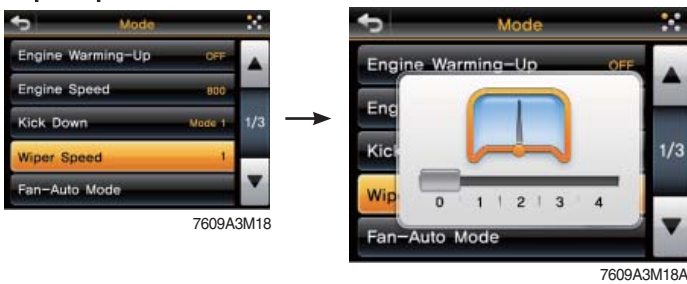 Mode
Engine Warming-Up OFF
Engine Speed 800
Kick Down Mode 1
Wiper Speed 1
Fan-Auto Mode
1/3
7609A3M18
Mode
Engine Warming-Up OFF
Eng
Kick
Wip
0 1 2 3 4
Fan-Auto Mode
1/3
7609A3M18A